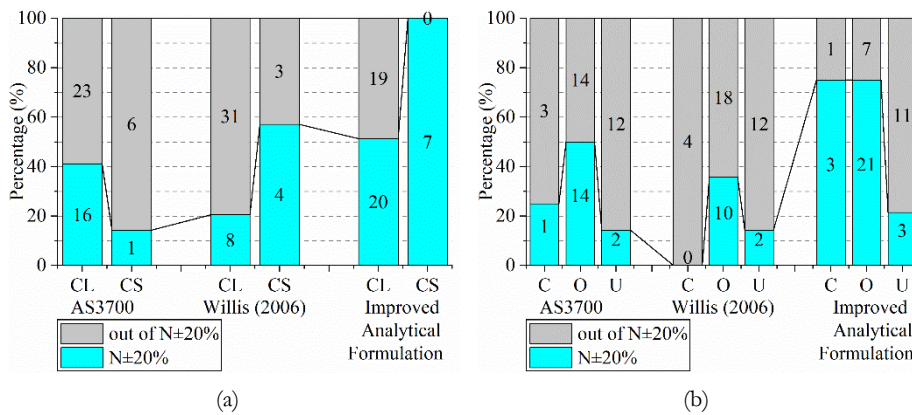 (a)
Percentage (%)
100
80
60
40
20
0
23
6
31
3
19
0
16
1
8
4
20
7
CL CS CL CS CL CS
AS3700 Willis (2006) Improved
Analytical
Formulation
out of N±20%
N±20%
(b)
Percentage (%)
100
80
60
40
20
0
3
14
12
4
18
12
1
7
11
1
14
2
0
10
2
3
21
3
C O U C O U C O U
AS3700 Willis (2006) Improved
Analytical
Formulation
out of N±20%
N±20%
(a) (b)